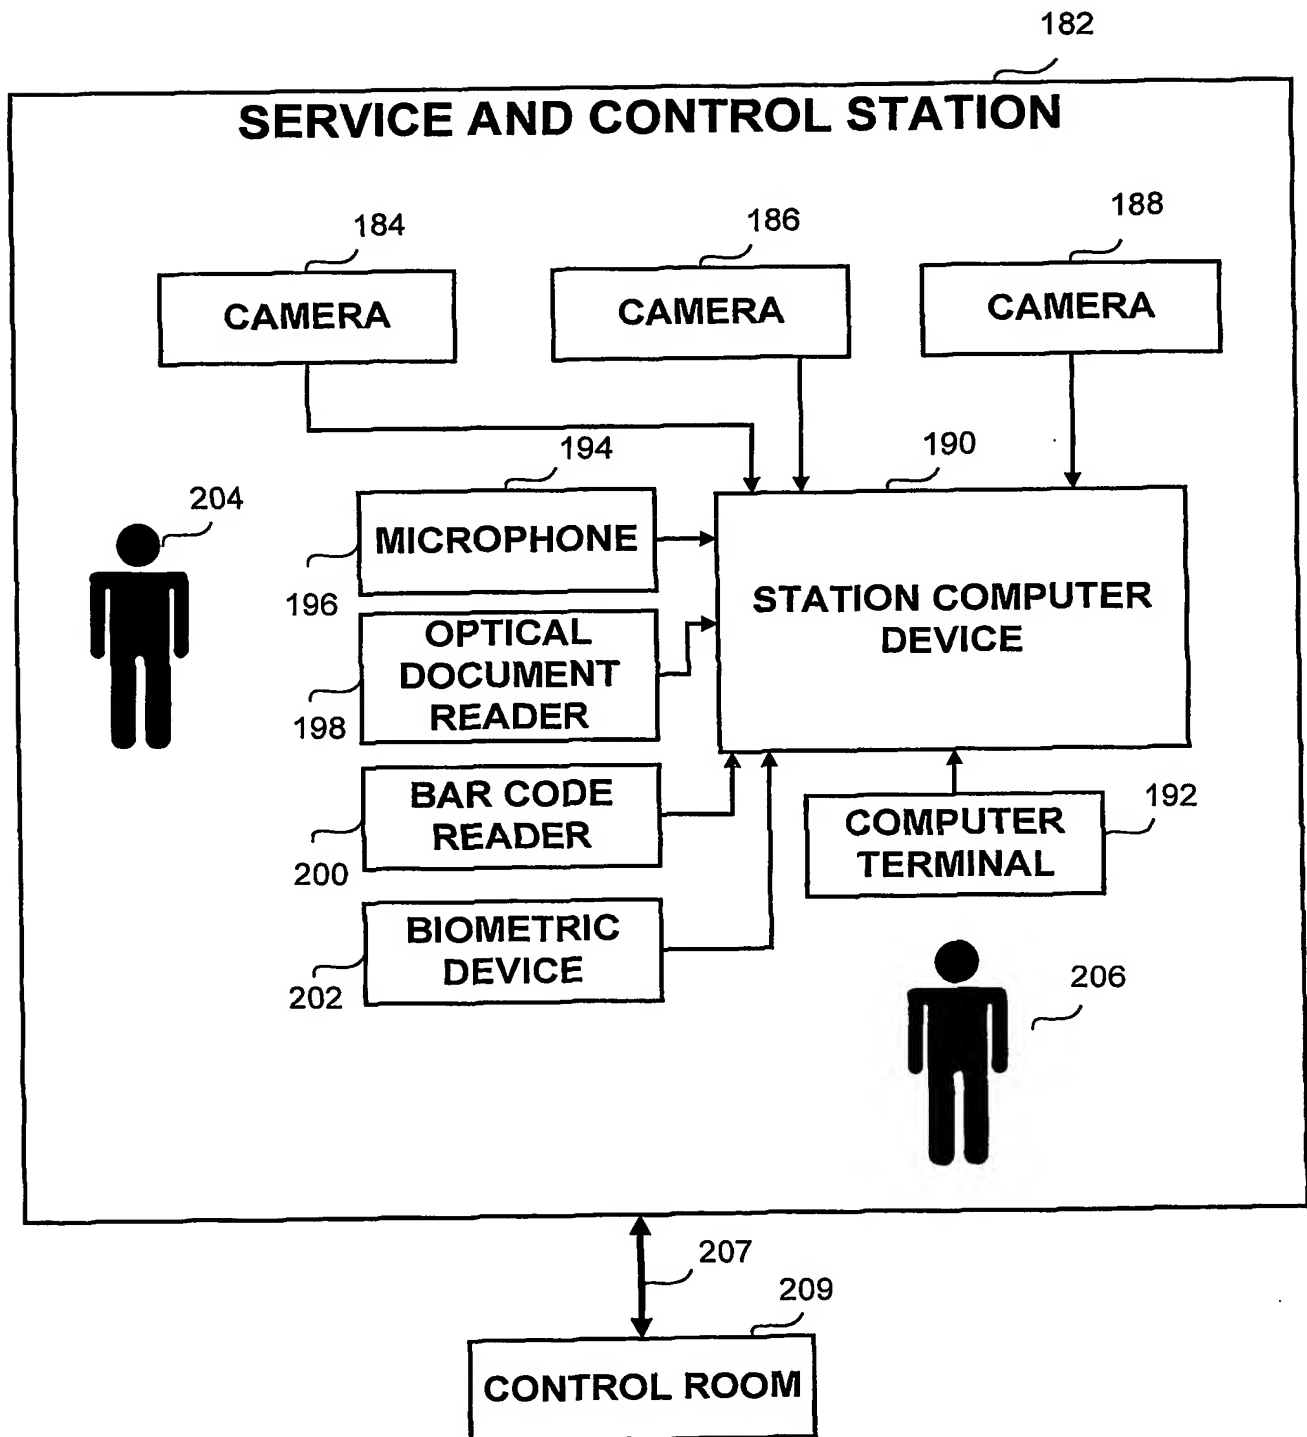 182
SERVICE AND CONTROL STATION
184
186
188
CAMERA
CAMERA
CAMERA
194
190
204
MICROPHONE
196
STATION COMPUTER
DEVICE
OPTICAL
DOCUMENT
READER
198
BAR CODE
READER
200
COMPUTER
TERMINAL
192
BIOMETRIC
DEVICE
202
206
207
209
CONTROL ROOM